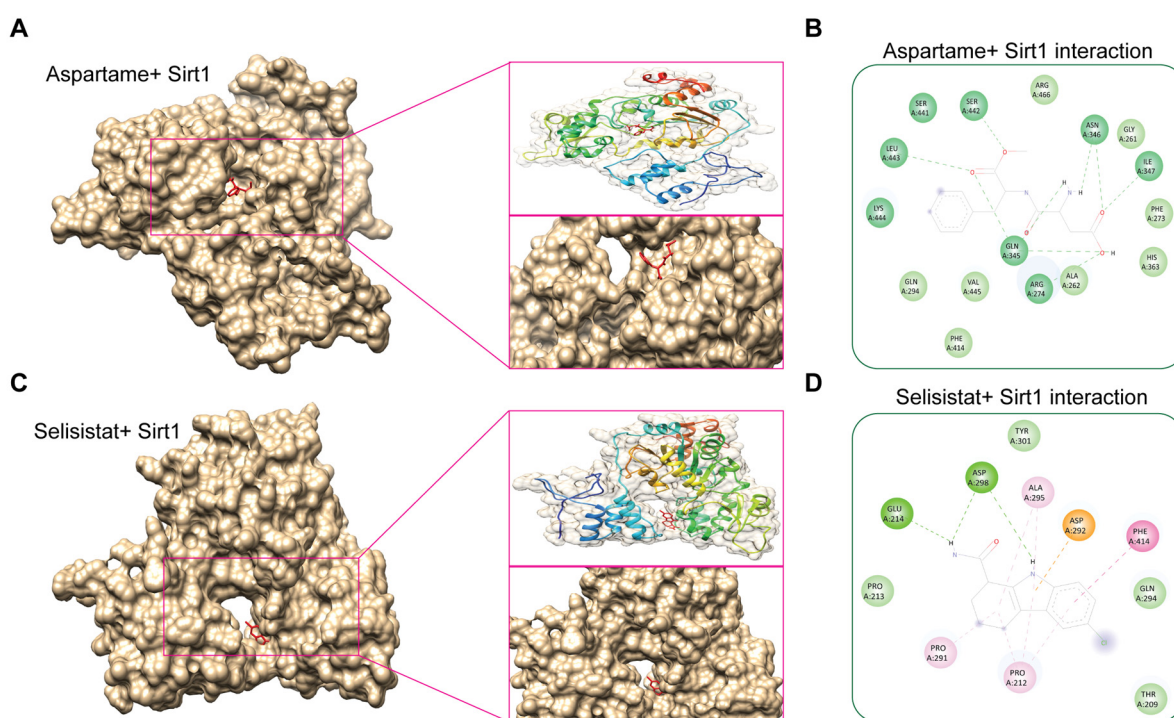 A
Aspartame+ Sirt1
B
Aspartame+ Sirt1 interaction
ARG
A:466
SER
A:441
SER
A:442
ASN
A:346
GLY
A:261
LEU
A:443
ILE
A:347
LYS
A:444
PHE
A:273
GLN
A:345
HIS
A:363
GLN
A:294
VAL
A:445
ARG
A:274
ALA
A:262
PHE
A:414
O
O
N
H
N
H
O
O
O
H
C
Selisistat+ Sirt1
D
Selisistat+ Sirt1 interaction
TYR
A:301
ASP
A:298
ALA
A:295
GLU
A:214
ASP
A:292
PHE
A:414
H
N
O
H
N
PRO
A:213
GLN
A:294
Cl
PRO
A:291
PRO
A:212
THR
A:209